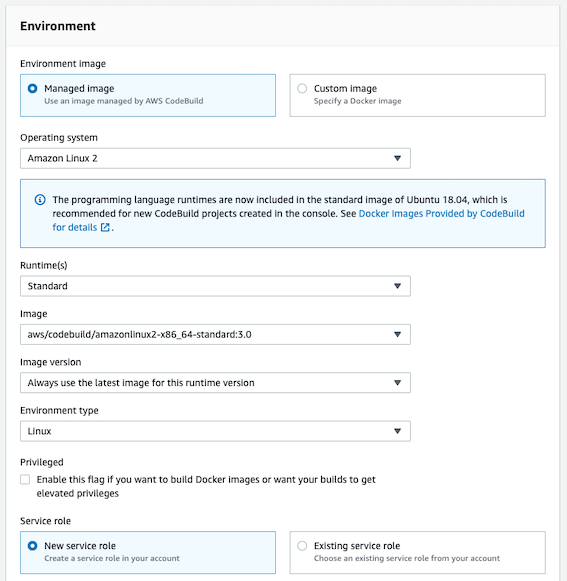 Environment
Environment image
Managed image
Use an image managed by AWS CodeBuild
Custom image
Specify a Docker image
Operating system
Amazon Linux 2
The programming language runtimes are now included in the standard image of Ubuntu 18.04, which is
recommended for new CodeBuild projects created in the console. See Docker Images Provided by CodeBuild
for details .
Runtime(s)
Standard
Image
aws/codebuild/amazonlinux2-x86_64-standard:3.0
Image version
Always use the latest image for this runtime version
Environment type
Linux
Privileged
Enable this flag if you want to build Docker images or want your builds to get
elevated privileges
Service role
New service role
Create a service role in your account
Existing service role
Choose an existing service role from your account